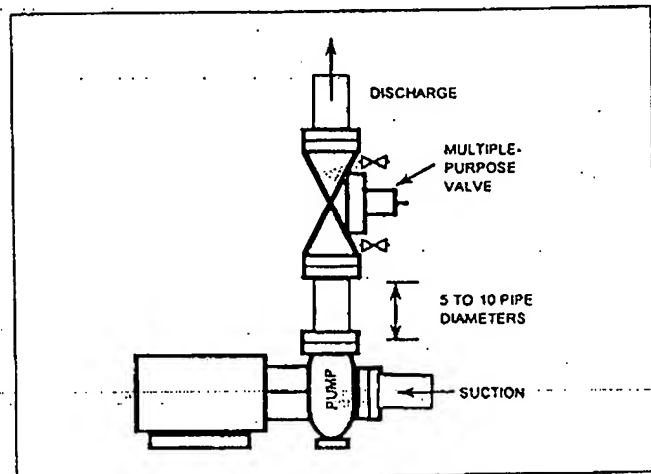 DISCHARGE
MULTIPLE-
PURPOSE
VALVE
5 TO 10 PIPE
DIAMETERS
PUMP
SUCTION